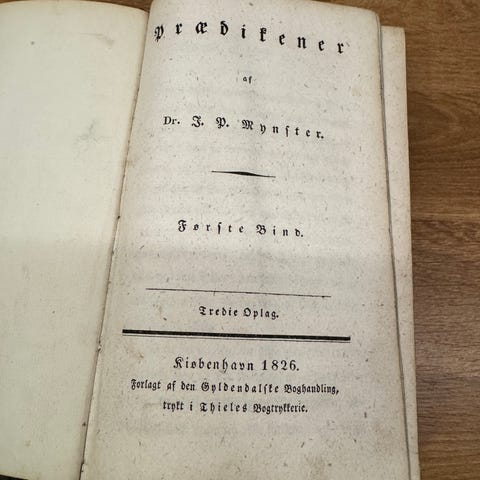 Prædikener
af
Dr. J. P. Mynster.
Første Bind.
Tredie Oplag.
Kiøbenhavn 1826.
Forlagt af den Gyldendalske Boghandling,
trykt i Thieles Bogtrykkerie.